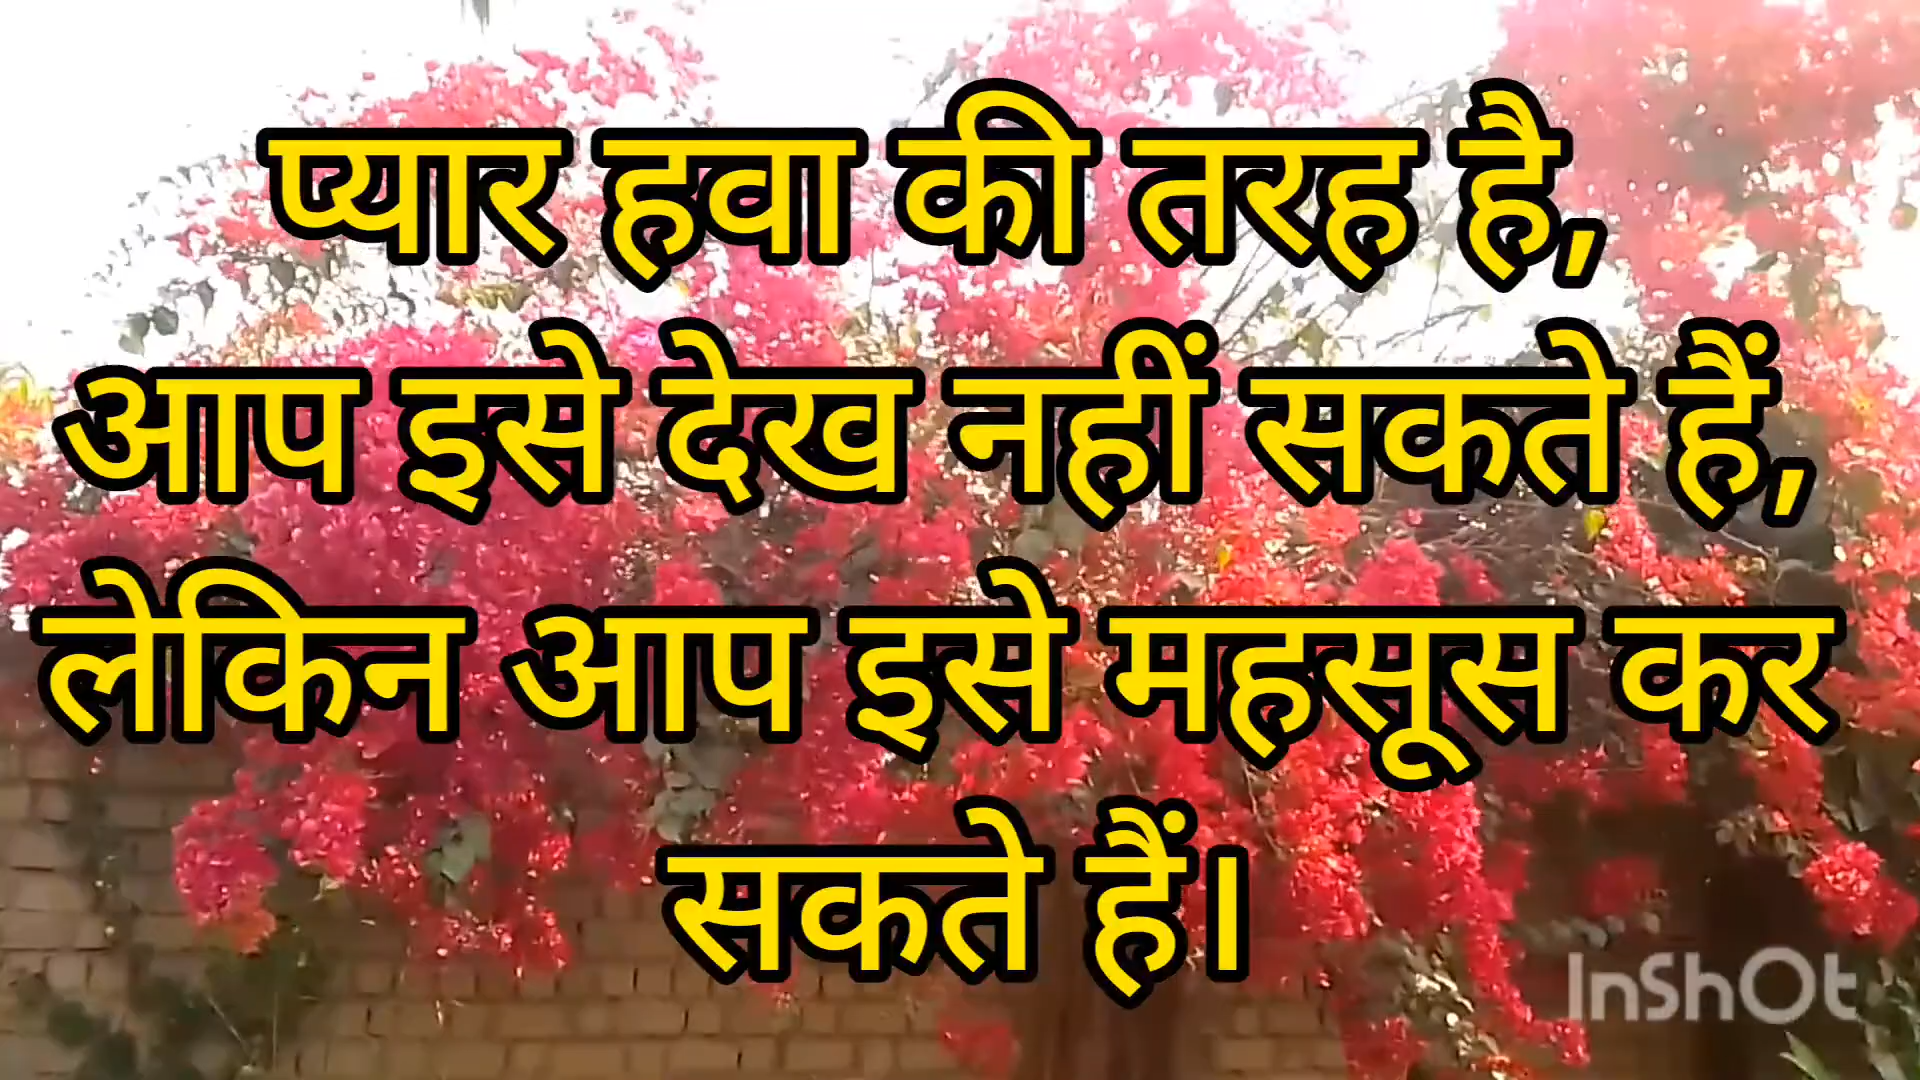 प्यार हवा की तरह है,
आप इसे देख नहीं सकते हैं,
लेकिन आप इसे महसूस कर
सकते हैं।
InShOt